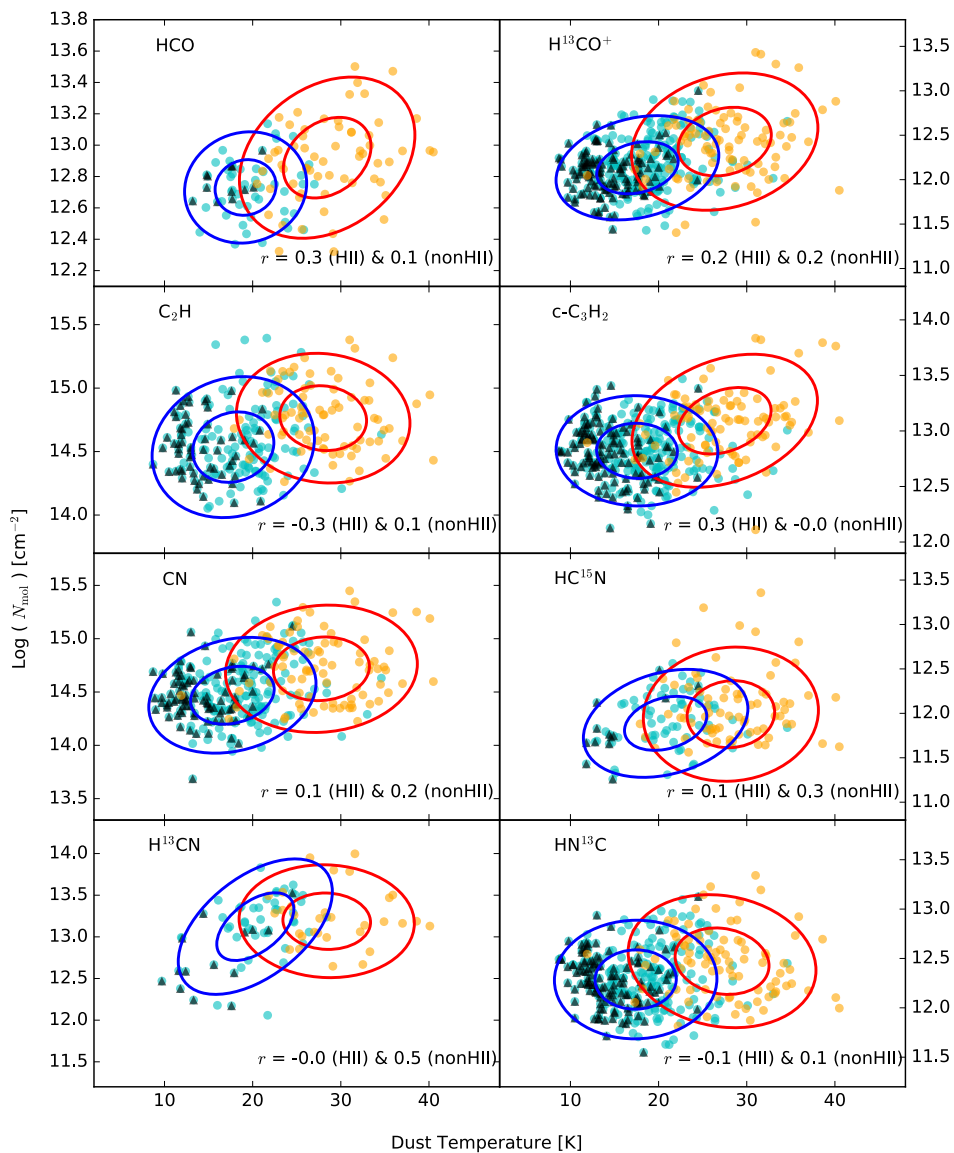 13.8
13.6
13.4
13.2
13.0
12.8
12.6
12.4
12.2
HCO
r = 0.3 (HII) & 0.1 (nonHII)
H¹³CO⁺
r = 0.2 (HII) & 0.2 (nonHII)
13.5
13.0
12.5
12.0
11.5
11.0
15.5
15.0
14.5
14.0
C₂H
r = -0.3 (HII) & 0.1 (nonHII)
c-C₃H₂
r = 0.3 (HII) & -0.0 (nonHII)
14.0
13.5
13.0
12.5
12.0
Log ( N_mol ) [cm⁻²]
15.5
15.0
14.5
14.0
13.5
CN
r = 0.1 (HII) & 0.2 (nonHII)
HC¹⁵N
r = 0.1 (HII) & 0.3 (nonHII)
13.5
13.0
12.5
12.0
11.5
11.0
14.0
13.5
13.0
12.5
12.0
11.5
H¹³CN
r = -0.0 (HII) & 0.5 (nonHII)
HN¹³C
r = -0.1 (HII) & 0.1 (nonHII)
13.5
13.0
12.5
12.0
11.5
10 20 30 40 10 20 30 40
Dust Temperature [K]